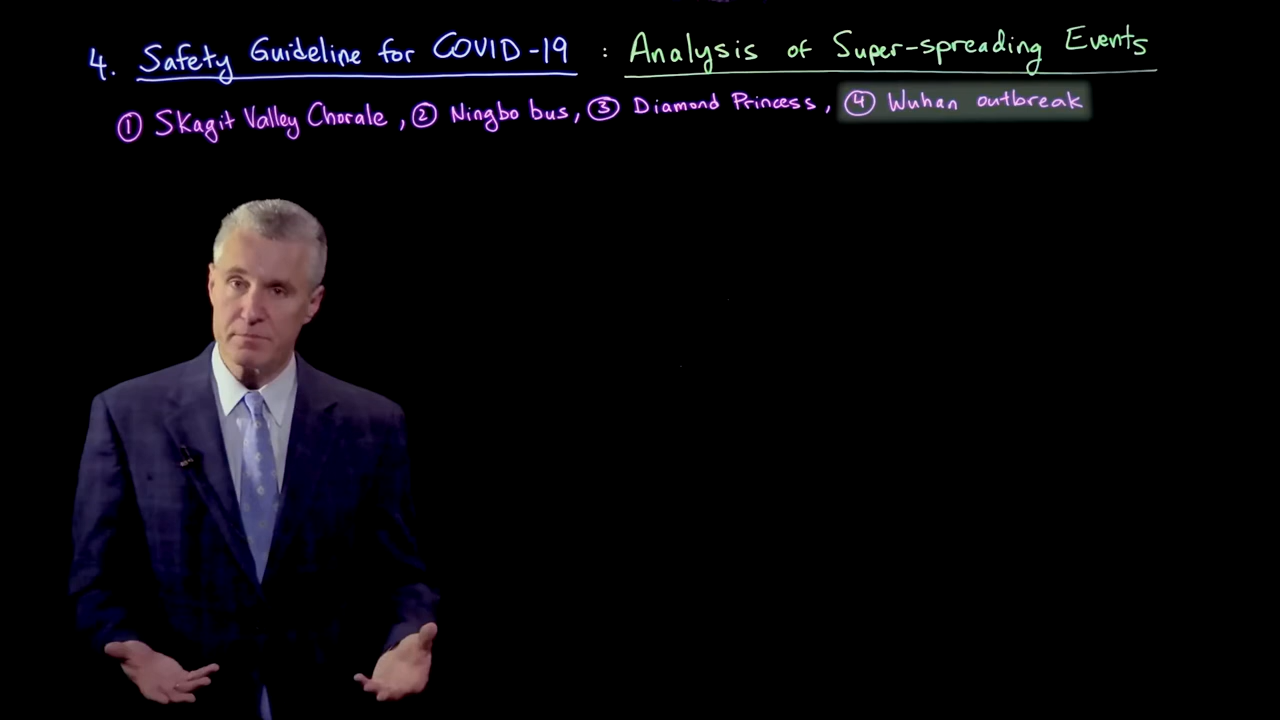 4. Safety Guideline for COVID-19 : Analysis of Super-spreading Events
① Skagit Valley Chorale, ② Ningbo bus, ③ Diamond Princess, ④ Wuhan outbreak